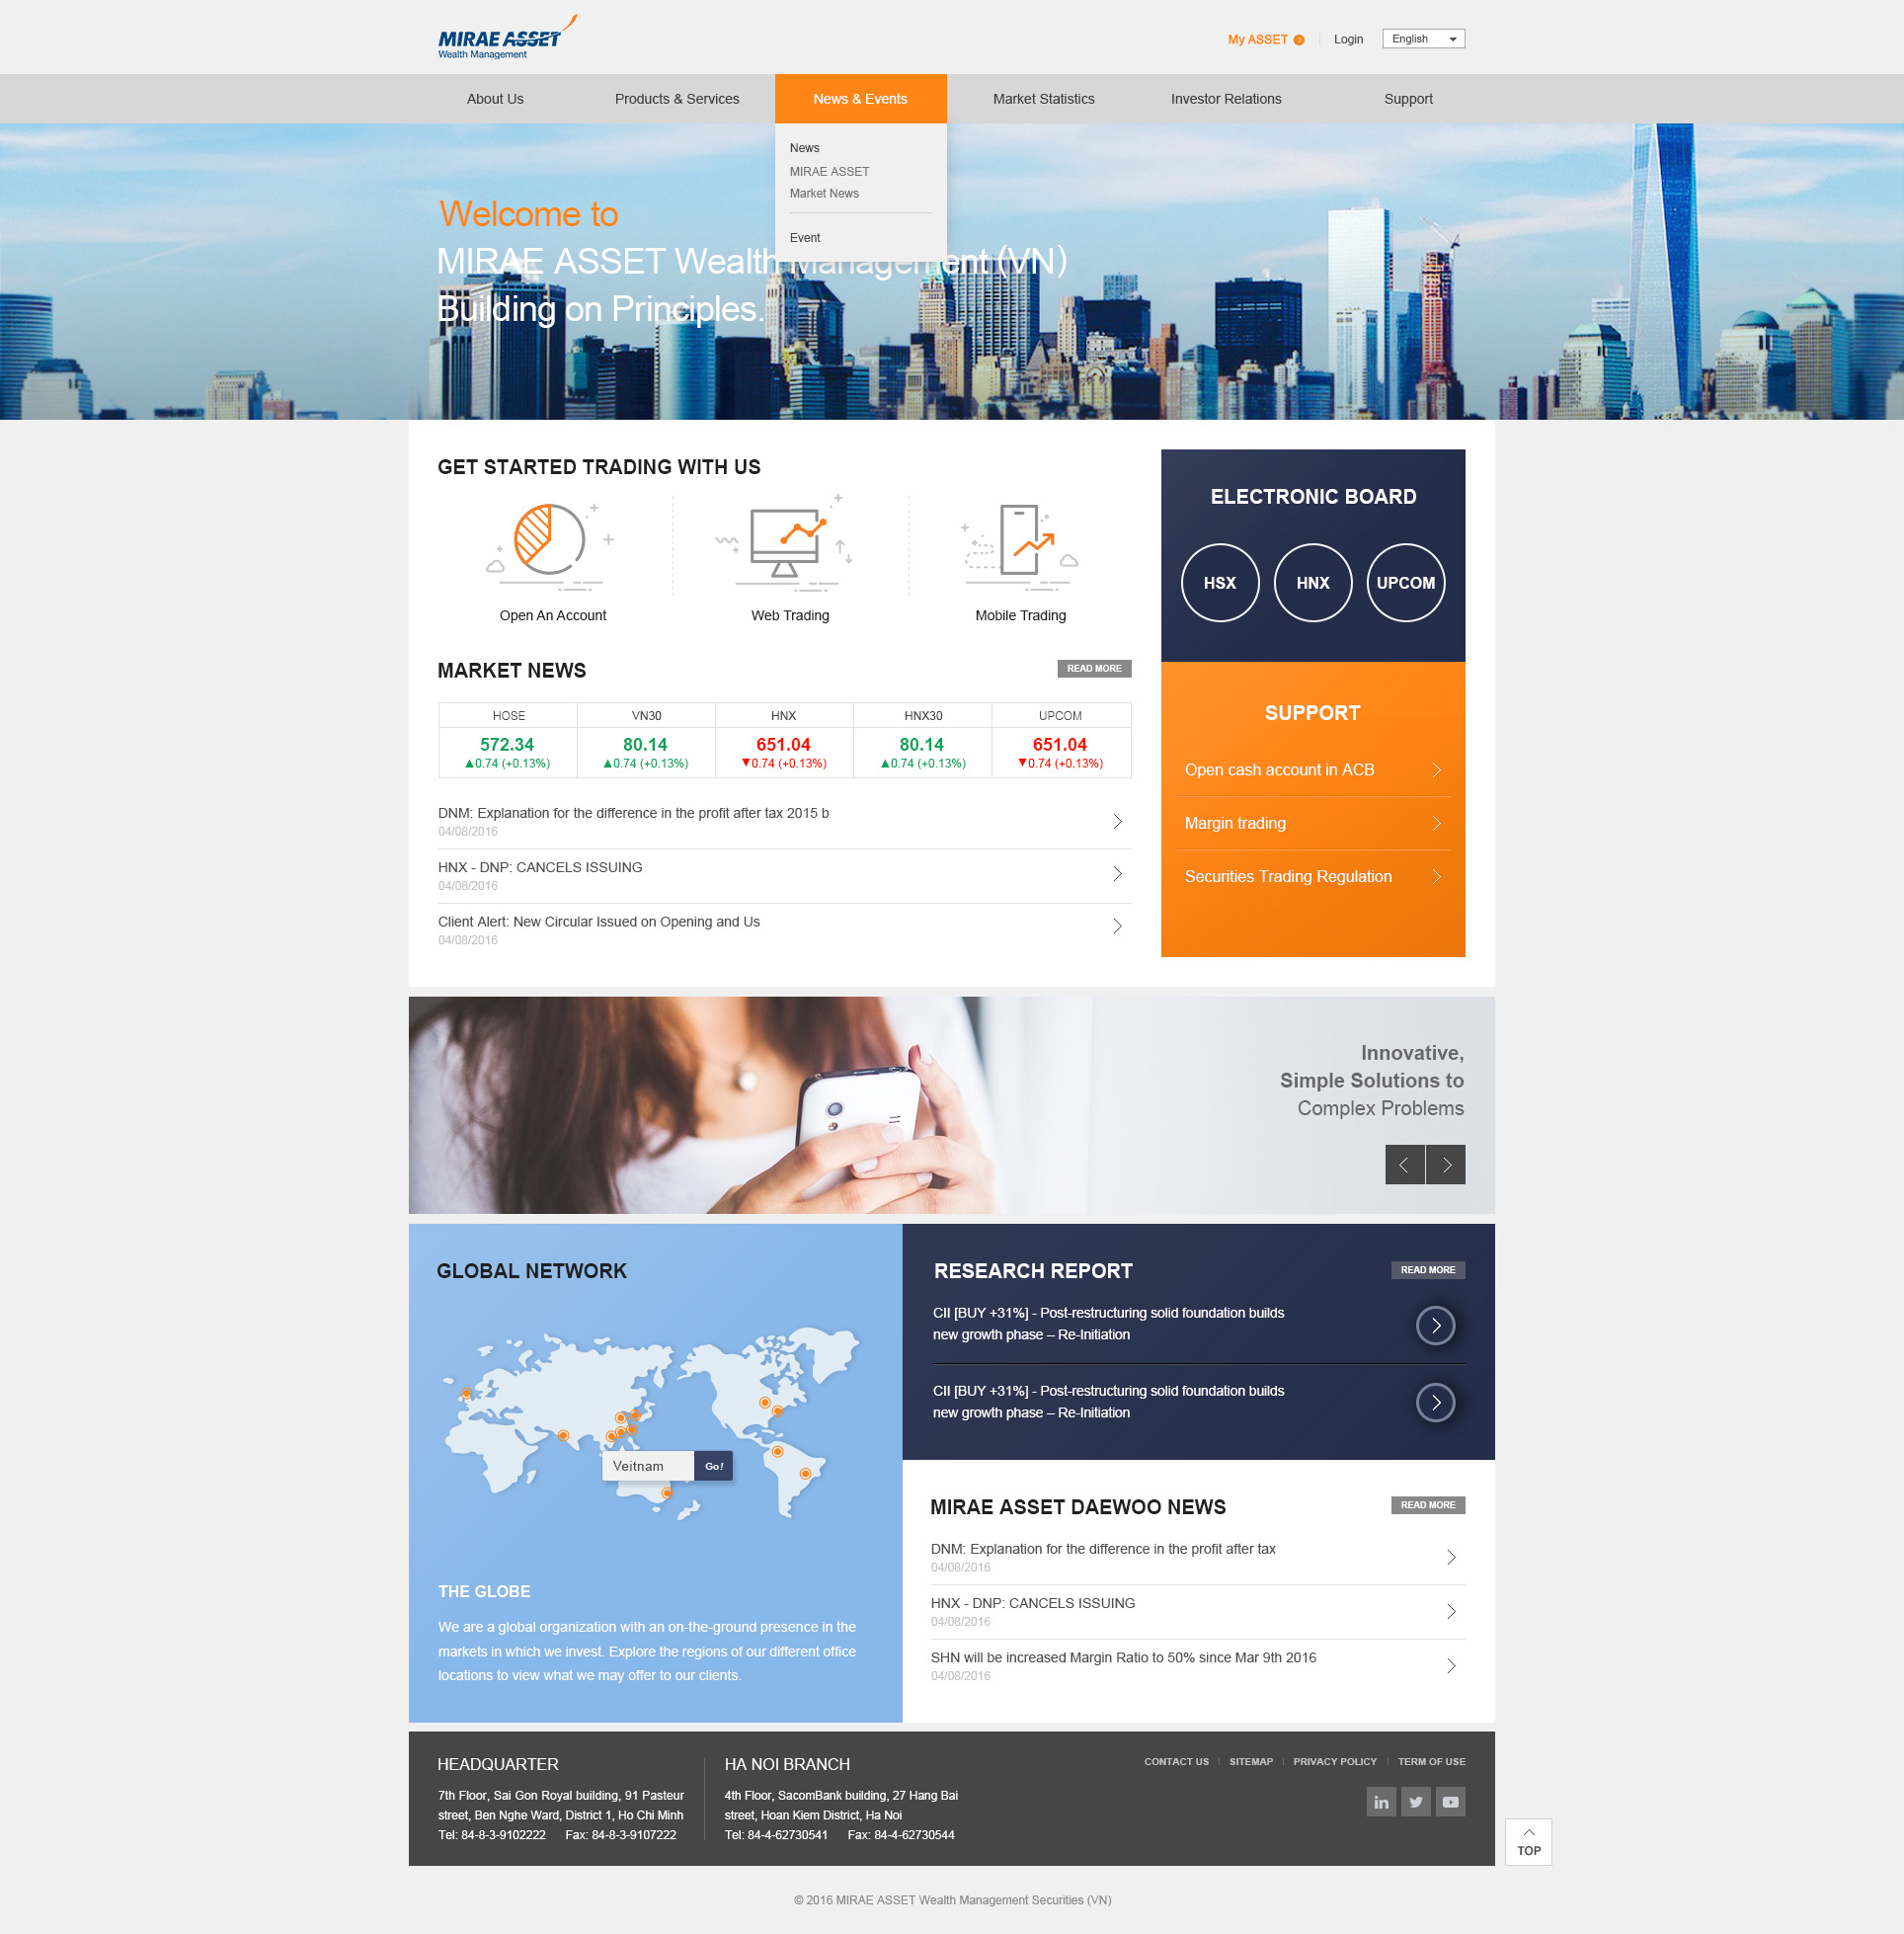 MIRAE ASSET
Wealth Management
My ASSET
Login
English
About Us
Products & Services
News & Events
Market Statistics
Investor Relations
Support
News
MIRAE ASSET
Market News
Event
Welcome to
MIRAE ASSET Wealth Management (VN)
Building on Principles.
GET STARTED TRADING WITH US
Open An Account
Web Trading
Mobile Trading
ELECTRONIC BOARD
HSX
HNX
UPCOM
MARKET NEWS
READ MORE
HOSE
VN30
HNX
HNX30
UPCOM
572.34
80.14
651.04
80.14
651.04
▲0.74 (+0.13%)
▲0.74 (+0.13%)
▼0.74 (+0.13%)
▲0.74 (+0.13%)
▼0.74 (+0.13%)
DNM: Explanation for the difference in the profit after tax 2015 b
04/08/2016
HNX - DNP: CANCELS ISSUING
04/08/2016
Client Alert: New Circular Issued on Opening and Us
04/08/2016
SUPPORT
Open cash account in ACB
Margin trading
Securities Trading Regulation
Innovative,
Simple Solutions to
Complex Problems
GLOBAL NETWORK
Veitnam
Go!
THE GLOBE
We are a global organization with an on-the-ground presence in the
markets in which we invest. Explore the regions of our different office
locations to view what we may offer to our clients.
RESEARCH REPORT
READ MORE
CII [BUY +31%] - Post-restructuring solid foundation builds
new growth phase – Re-Initiation
CII [BUY +31%] - Post-restructuring solid foundation builds
new growth phase – Re-Initiation
MIRAE ASSET DAEWOO NEWS
READ MORE
DNM: Explanation for the difference in the profit after tax
04/08/2016
HNX - DNP: CANCELS ISSUING
04/08/2016
SHN will be increased Margin Ratio to 50% since Mar 9th 2016
04/08/2016
HEADQUARTER
7th Floor, Sai Gon Royal building, 91 Pasteur
street, Ben Nghe Ward, District 1, Ho Chi Minh
Tel: 84-8-3-9102222 Fax: 84-8-3-9107222
HA NOI BRANCH
4th Floor, SacomBank building, 27 Hang Bai
street, Hoan Kiem District, Ha Noi
Tel: 84-4-62730541 Fax: 84-4-62730544
CONTACT US
SITEMAP
PRIVACY POLICY
TERM OF USE
in
TOP
© 2016 MIRAE ASSET Wealth Management Securities (VN)